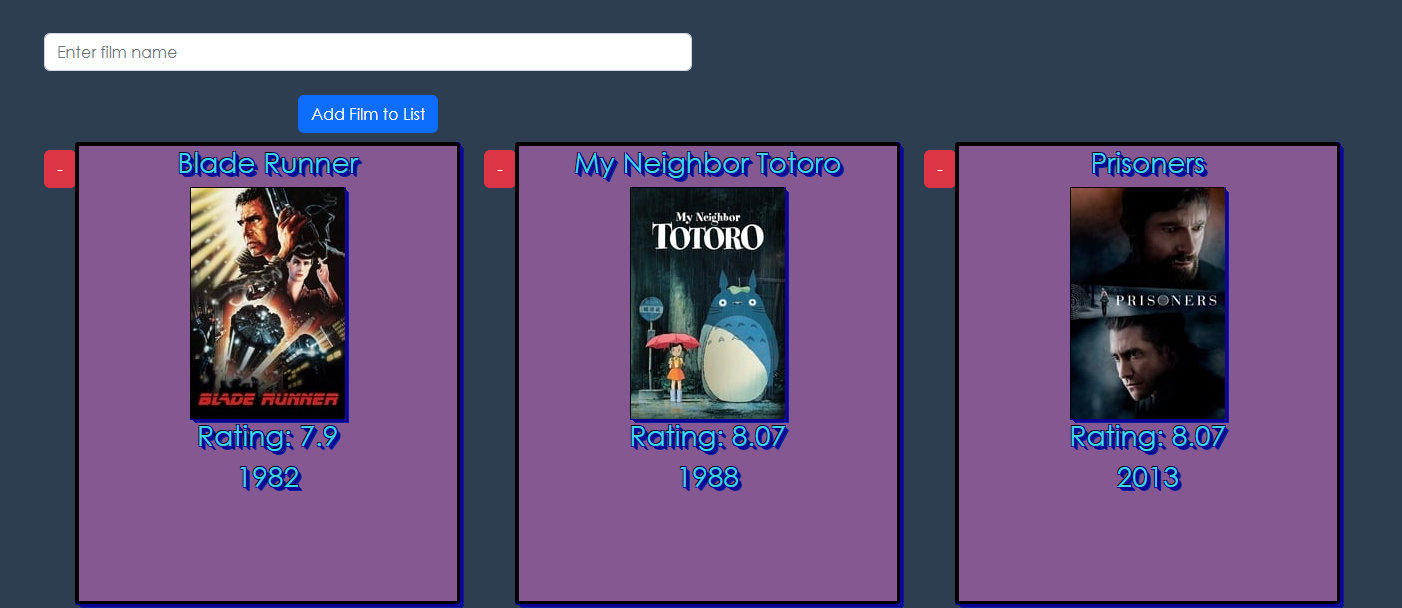 Enter film name
Add Film to List
-
Blade Runner
BLADE RUNNER
Rating: 7.9
1982
-
My Neighbor Totoro
My Neighbor
TOTORO
Rating: 8.07
1988
-
Prisoners
PRISONERS
Rating: 8.07
2013